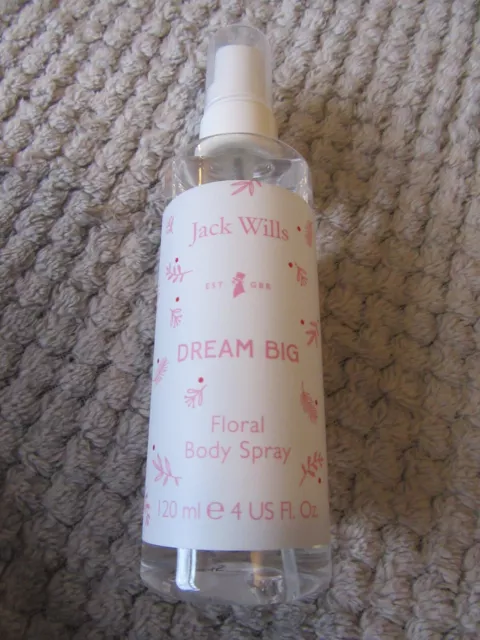 Jack Wills
EST GBR
DREAM BIG
Floral
Body Spray
120 ml ℮ 4 US Fl. Oz.